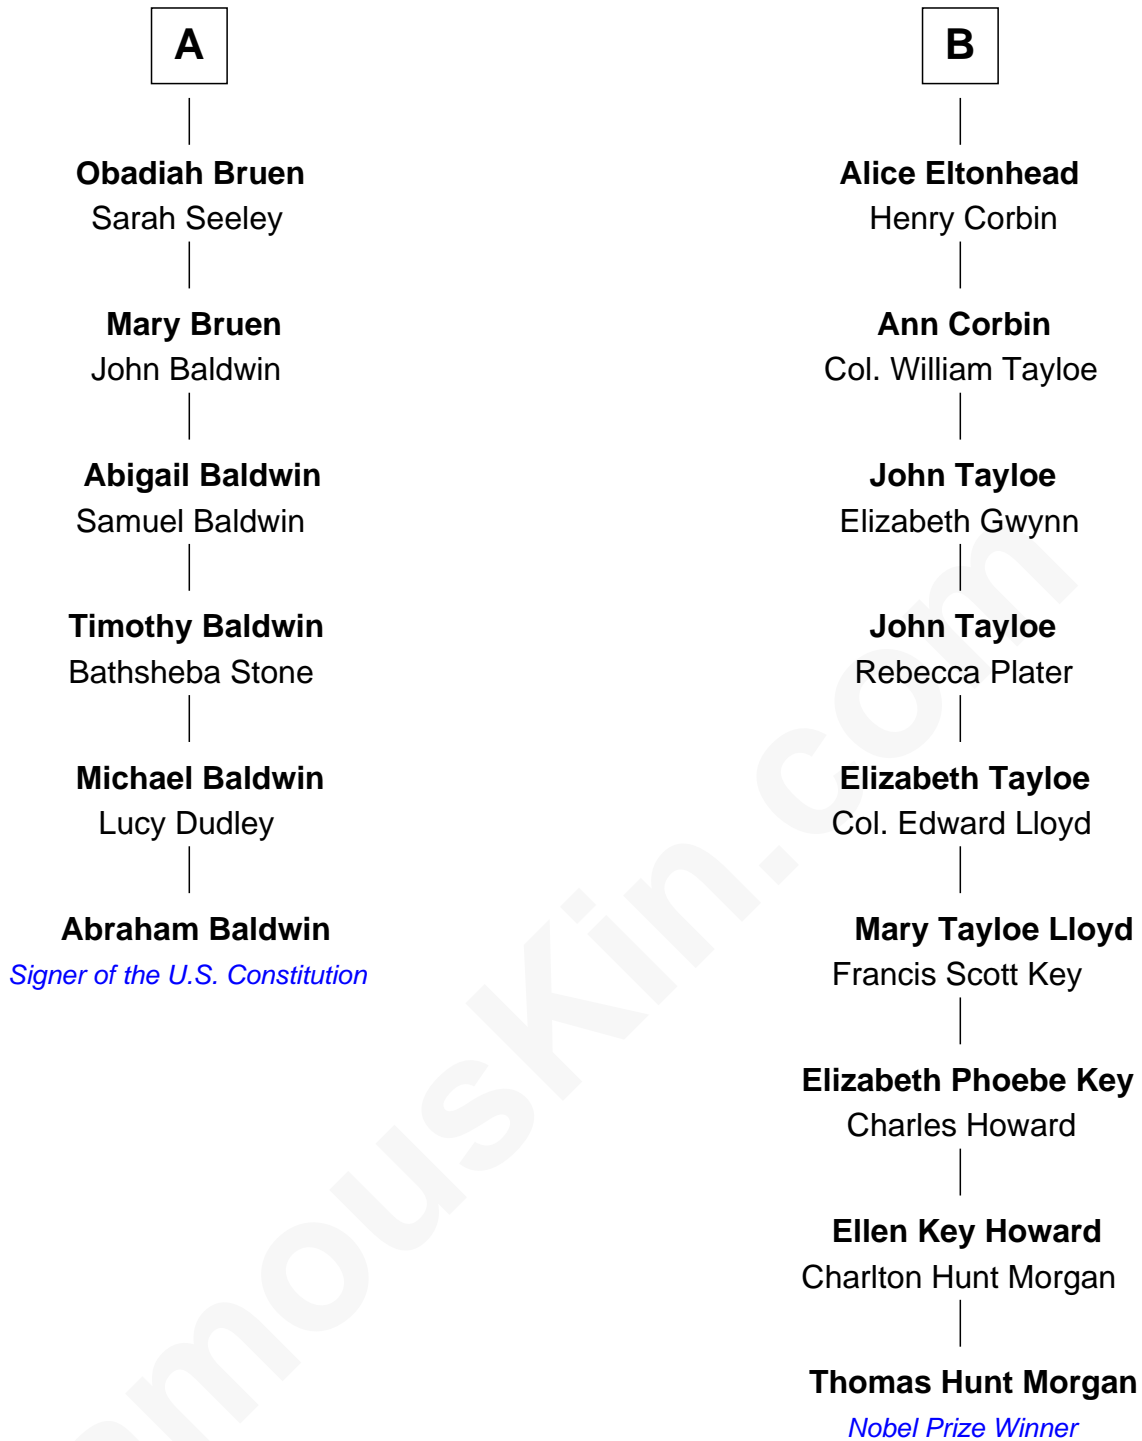 A
Obadiah Bruen
Sarah Seeley
Mary Bruen
John Baldwin
Abigail Baldwin
Samuel Baldwin
Timothy Baldwin
Bathsheba Stone
Michael Baldwin
Lucy Dudley
Abraham Baldwin
Signer of the U.S. Constitution
B
Alice Eltonhead
Henry Corbin
Ann Corbin
Col. William Tayloe
John Tayloe
Elizabeth Gwynn
John Tayloe
Rebecca Plater
Elizabeth Tayloe
Col. Edward Lloyd
Mary Tayloe Lloyd
Francis Scott Key
Elizabeth Phoebe Key
Charles Howard
Ellen Key Howard
Charlton Hunt Morgan
Thomas Hunt Morgan
Nobel Prize Winner
amouskin.com